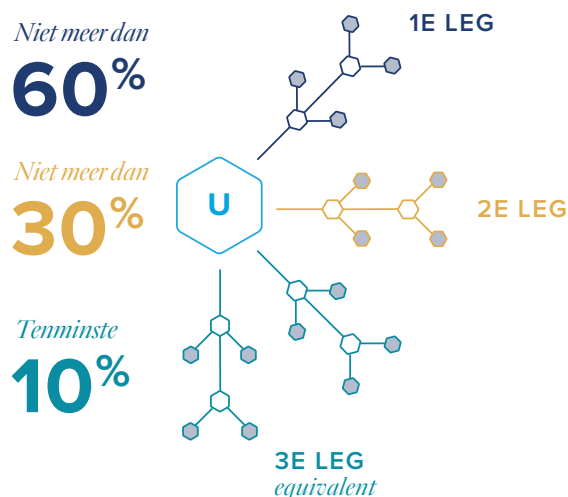 Niet meer dan
60%
1E LEG
Niet meer dan
30%
U
2E LEG
Tenminste
10%
3E LEG
equivalent